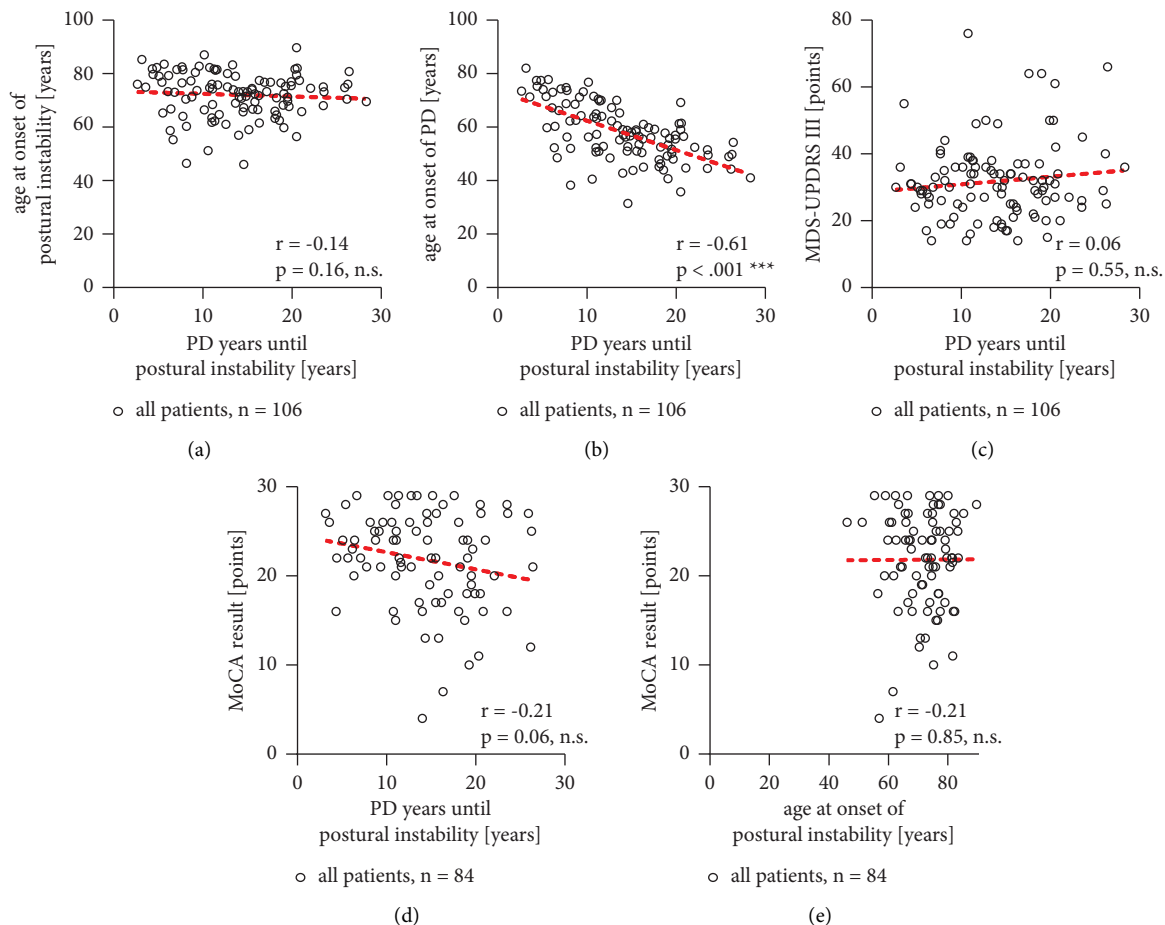 100
80
60
40
20
0
age at onset of
postural instability [years]
r = -0.14
p = 0.16, n.s.
0 10 20 30
PD years until
postural instability [years]
all patients, n = 106
(a)
100
80
60
40
20
0
age at onset of PD [years]
r = -0.61
p < .001 ***
0 10 20 30
PD years until
postural instability [years]
all patients, n = 106
(b)
80
60
40
20
0
MDS-UPDRS III [points]
r = 0.06
p = 0.55, n.s.
0 10 20 30
PD years until
postural instability [years]
all patients, n = 106
(c)
30
20
10
0
MoCA result [points]
r = -0.21
p = 0.06, n.s.
0 10 20 30
PD years until
postural instability [years]
all patients, n = 84
(d)
30
20
10
0
MoCA result [points]
r = -0.21
p = 0.85, n.s.
0 20 40 60 80
age at onset of
postural instability [years]
all patients, n = 84
(e)